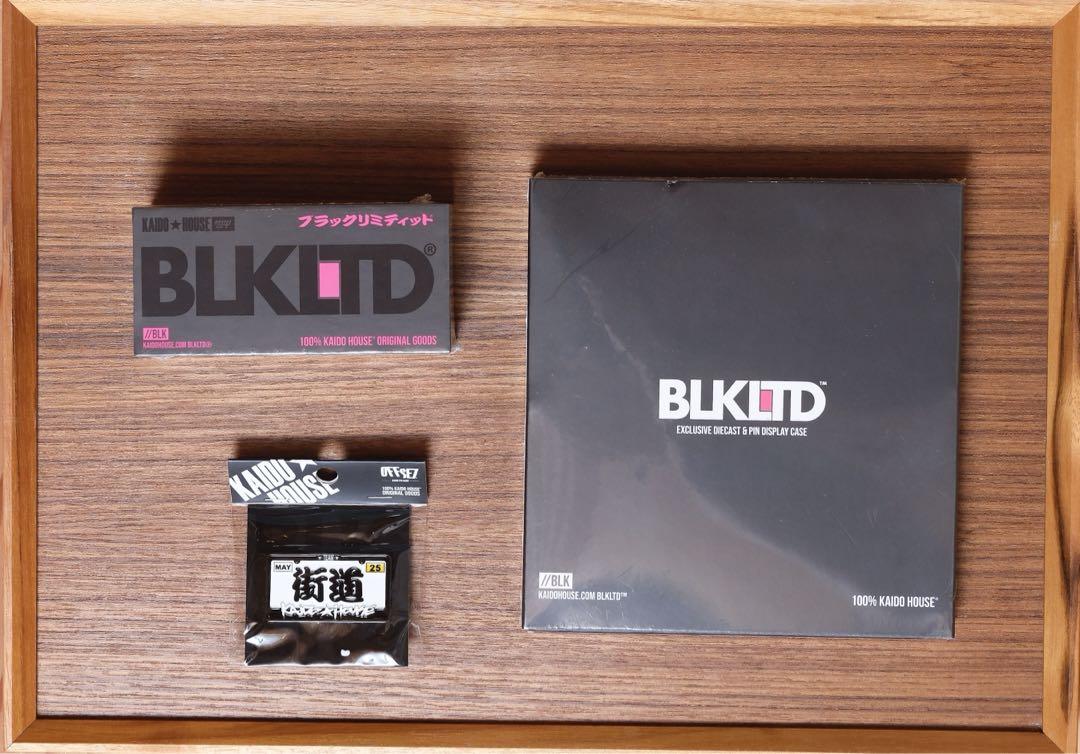 KAIDO★HOUSE
ブラックリミティッド
BLKLTD®
//BLK
KAIDOHOUSE.COM BLKLTD®
100% KAIDO HOUSE® ORIGINAL GOODS
KAIDO★
HOUSE
OFFSEZ
100% KAIDO HOUSE®
ORIGINAL GOODS
★TEAM★
MAY
25
街道
KAIDO★HOUSE
BLKLTD™
EXCLUSIVE DIECAST & PIN DISPLAY CASE
//BLK
KAIDOHOUSE.COM BLKLTD™
100% KAIDO HOUSE®